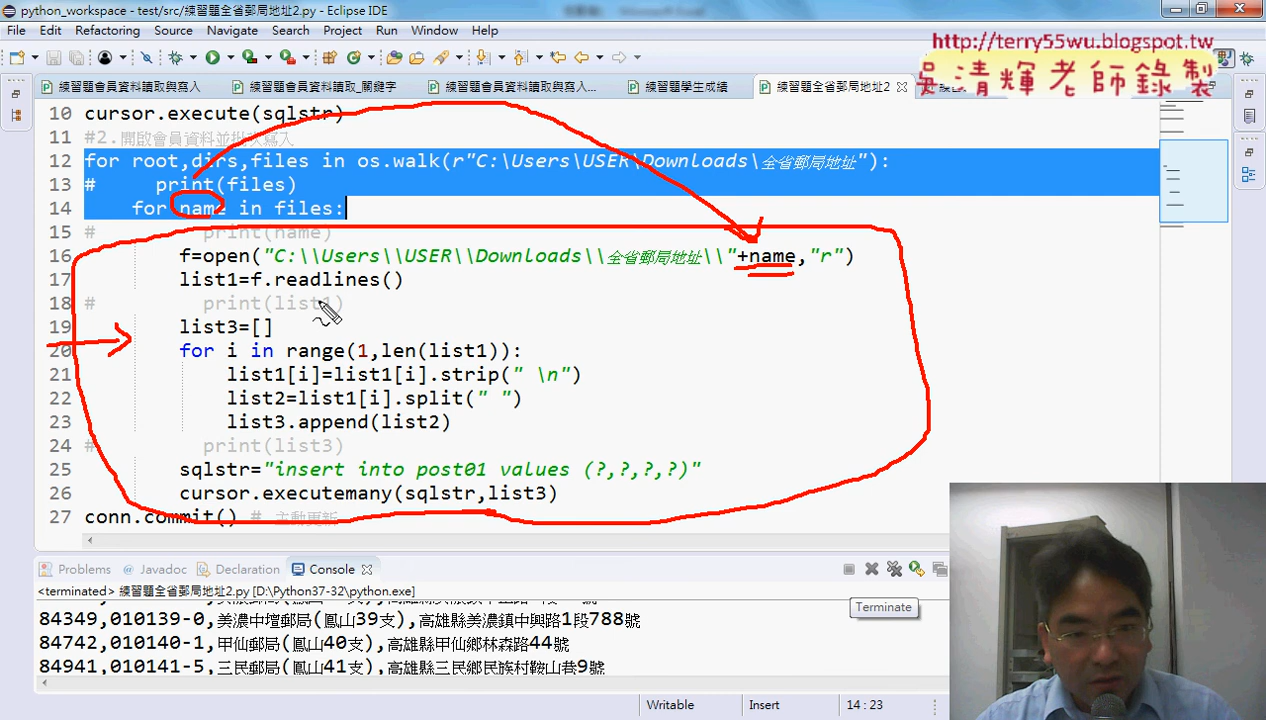 python_workspace - test/src/練習題全省郵局地址2.py - Eclipse IDE
File Edit Refactoring Source Navigate Search Project Run Window Help
http://terry55wu.blogspot.tw
吳清輝老師錄製
練習題會員資料讀取與寫入 練習題會員資料讀取_關鍵字 練習題會員資料讀取與寫入... 練習題學生成績 練習題全省郵局地址2
10 cursor.execute(sqlstr)
11 #2.開啟會員資料並批次寫入
12 for root,dirs,files in os.walk(r"C:\Users\USER\Downloads\全省郵局地址"):
13 # print(files)
14 for name in files:
15 # print(name)
16 f=open("C:\\Users\\USER\\Downloads\\全省郵局地址\\"+name,"r")
17 list1=f.readlines()
18 # print(list1)
19 list3=[]
20 for i in range(1,len(list1)):
21 list1[i]=list1[i].strip(" \n")
22 list2=list1[i].split(" ")
23 list3.append(list2)
24 # print(list3)
25 sqlstr="insert into post01 values (?,?,?,?)"
26 cursor.executemany(sqlstr,list3)
27 conn.commit() # 主動更新
Problems Javadoc Declaration Console
<terminated> 練習題全省郵局地址2.py [D:\Python37-32\python.exe]
Terminate
84349,010139-0,美濃中壇郵局(鳳山39支),高雄縣美濃鎮中興路1段788號
84742,010140-1,甲仙郵局(鳳山40支),高雄縣甲仙鄉林森路44號
84941,010141-5,三民郵局(鳳山41支),高雄縣三民鄉民族村鞍山巷9號
Writable Insert 14 : 23